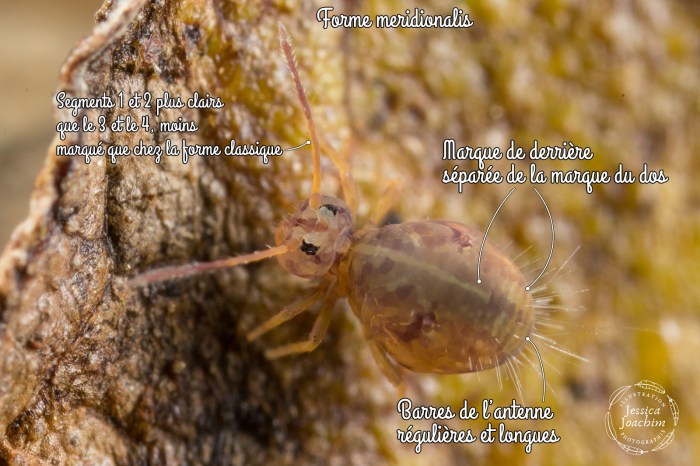 Forme meridionalis
Segments 1 et 2 plus clairs
que le 3 et le 4, moins
marqué que chez la forme classique
Marque de derrière
séparée de la marque du dos
Barres de l'antenne
régulières et longues
ILLUSTRATION
Jessica
Joachim
PHOTOGRAPHIE